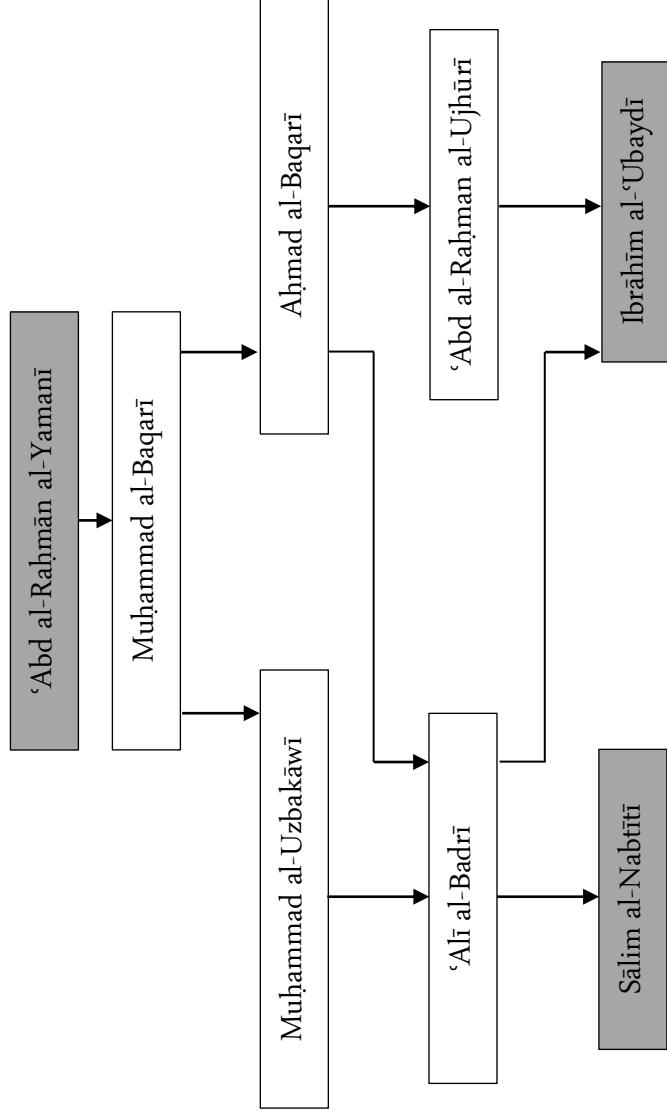 ʿAbd al-Raḥmān al-Yamanī
Muḥammad al-Baqarī
Muḥammad al-Uzbakāwī
Aḥmad al-Baqarī
ʿAlī al-Badrī
ʿAbd al-Raḥman al-Ujhūrī
Sālim al-Nabtītī
Ibrāhīm al-ʿUbaydī